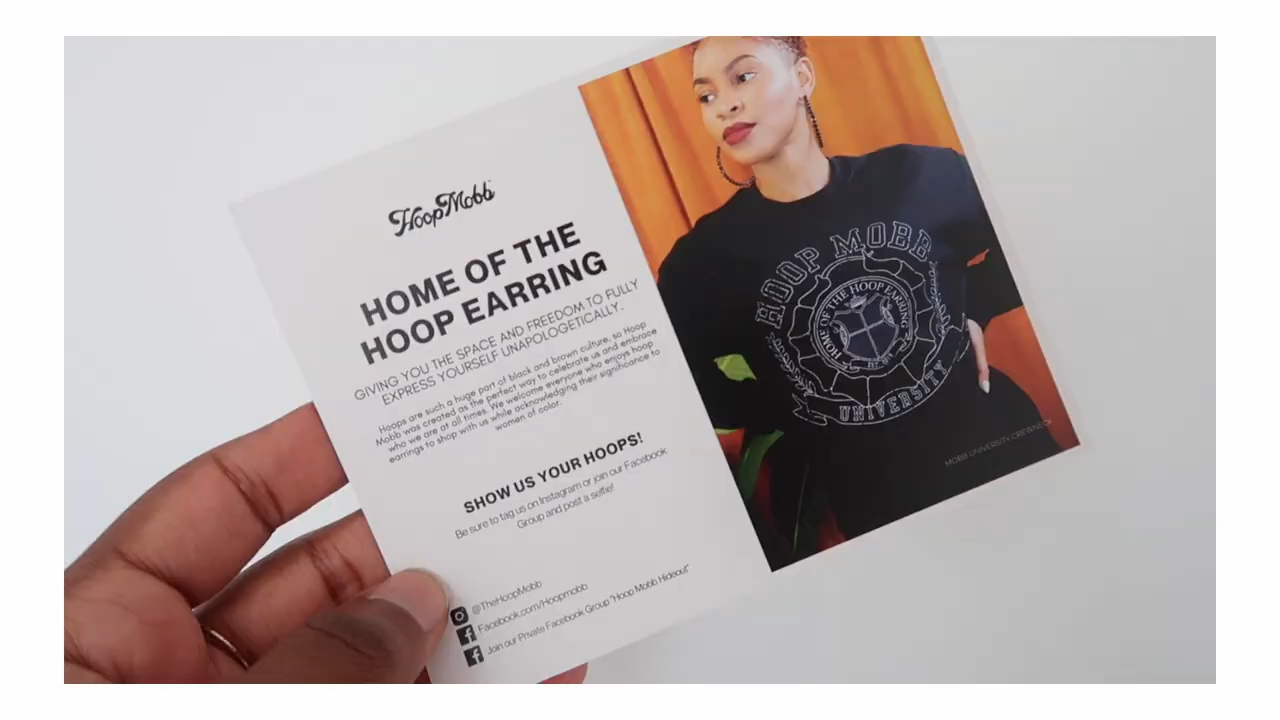 HoopMobb
HOME OF THE
HOOP EARRING
GIVING YOU THE SPACE AND FREEDOM TO FULLY
EXPRESS YOURSELF UNAPOLOGETICALLY.
Hoops are such a huge part of black and brown culture, so Hoop
Mobb was created as the perfect way to celebrate us and embrace
who we are at all times. We welcome everyone who enjoys hoop
earrings to shop with us while acknowledging their significance to
women of color.
SHOW US YOUR HOOPS!
Be sure to tag us on Instagram or join our Facebook
Group and post a selfie!
@TheHoopMobb
Facebook.com/Hoopmobb
Join our Private Facebook Group "Hoop Mobb Hideout"
HOOP MOBB
HOME OF THE HOOP EARRING
UNIVERSITY
MOBB UNIVERSITY CREWNECK